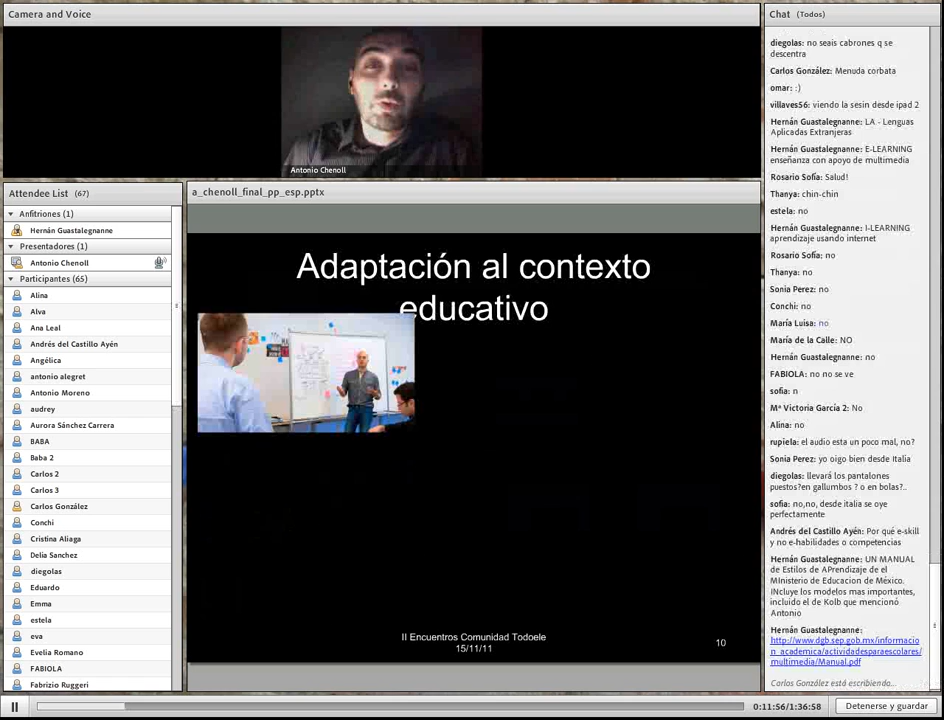 Camera and Voice
Antonio Chenoll
Attendee List (67)
Anfitriones (1)
Hernán Guastalegnanne
Presentadores (1)
Antonio Chenoll
Participantes (65)
Alina
Alva
Ana Leal
Andrés del Castillo Ayén
Angélica
antonio alegret
Antonio Moreno
audrey
Aurora Sánchez Carrera
BABA
Baba 2
Carlos 2
Carlos 3
Carlos González
Conchi
Cristina Aliaga
Delia Sanchez
diegolas
Eduardo
Emma
estela
eva
Evelia Romano
FABIOLA
Fabrizio Ruggeri
a_chenoll_final_pp_esp.pptx
Adaptación al contexto
educativo
II Encuentros Comunidad Todoele
15/11/11
10
Chat (Todos)
diegolas: no seais cabrones q se
descentra
Carlos González: Menuda corbata
omar: :)
villaves56: viendo la sesin desde ipad 2
Hernán Guastalegnanne: LA - Lenguas
Aplicadas Extranjeras
Hernán Guastalegnanne: E-LEARNING
enseñanza con apoyo de multimedia
Rosario Sofía: Salud!
Thanya: chin-chin
estela: no
Hernán Guastalegnanne: I-LEARNING
aprendizaje usando internet
Rosario Sofía: no
Thanya: no
Sonia Perez: no
Conchi: no
María Luisa: no
María de la Calle: NO
Hernán Guastalegnanne: no
FABIOLA: no no se ve
sofia: n
Mª Victoria García 2: No
Alina: no
rupiela: el audio esta un poco mal, no?
Sonia Perez: yo oigo bien desde Italia
diegolas: llevará los pantalones
puestos?en gallumbos ? o en bolas?..
sofia: no,no, desde italia se oye
perfectamente
Andrés del Castillo Ayén: Por qué e-skill
y no e-habilidades o competencias
Hernán Guastalegnanne: UN MANUAL
de Estilos de APrendizaje de el
MInisterio de Educacion de México.
INcluye los modelos mas importantes,
incluido el de Kolb que mencionó
Antonio
Hernán Guastalegnanne:
http://www.dgb.sep.gob.mx/informacio
n_academica/actividadesparaescolares/
multimedia/Manual.pdf
Carlos González está escribiendo...
0:11:56/1:36:58
Detenerse y guardar